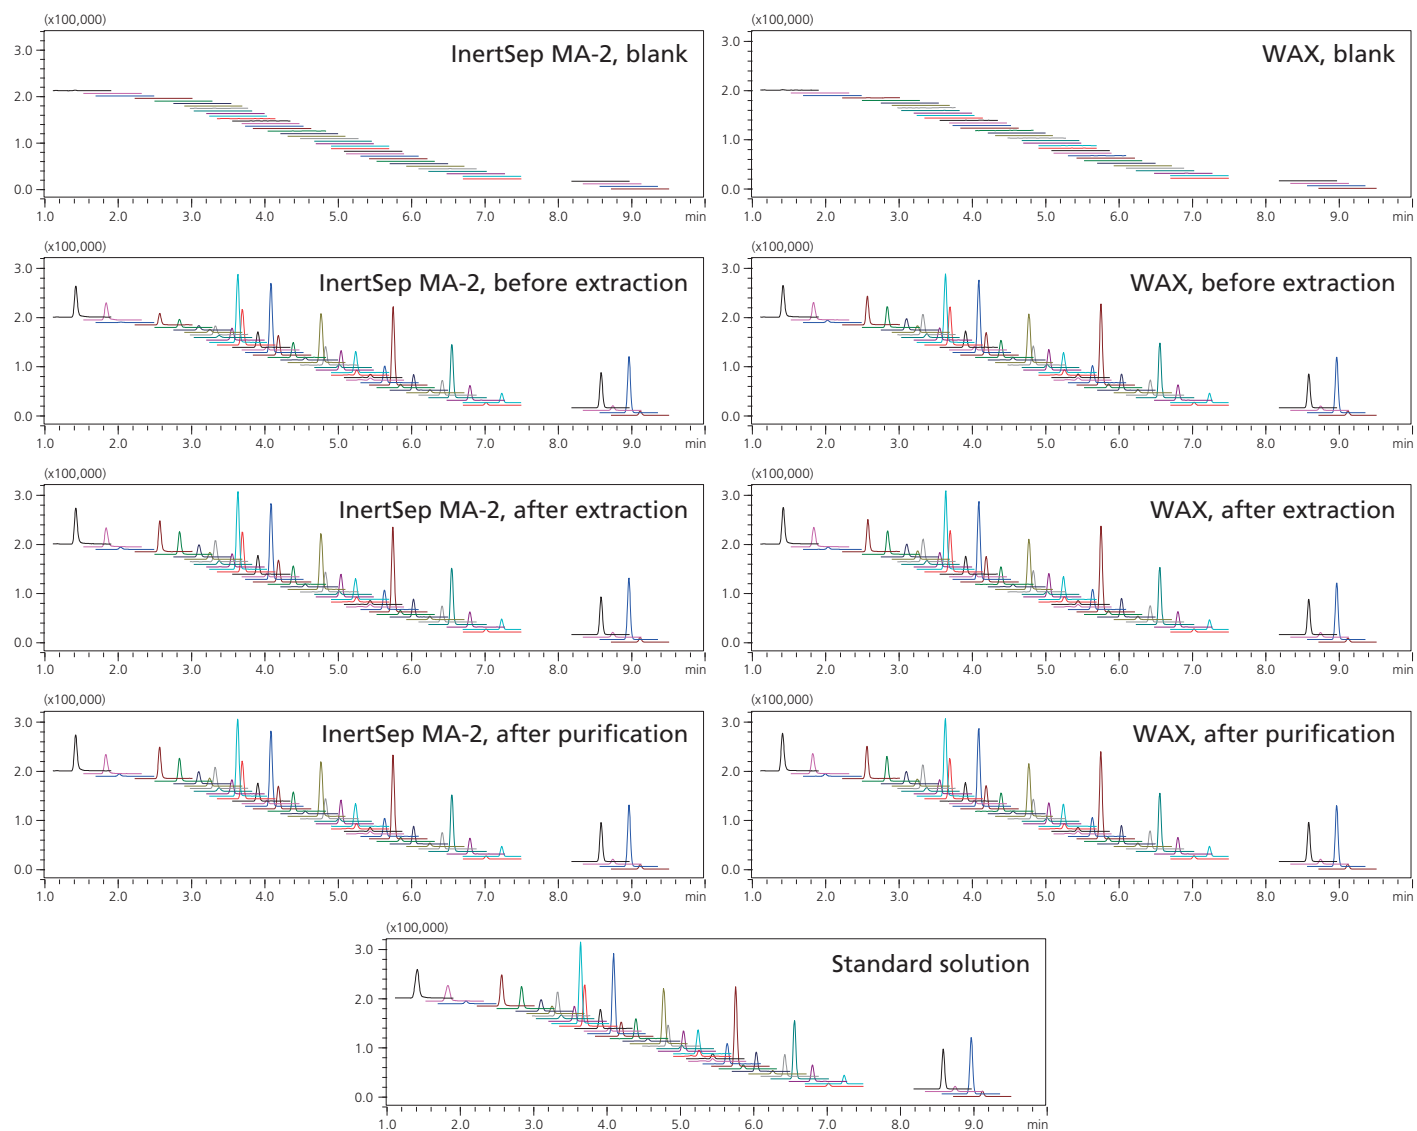 (x100,000)
InertSep MA-2, blank
3.0
2.0
1.0
0.0
1.0 2.0 3.0 4.0 5.0 6.0 7.0 8.0 9.0 min
(x100,000)
WAX, blank
3.0
2.0
1.0
0.0
1.0 2.0 3.0 4.0 5.0 6.0 7.0 8.0 9.0 min
(x100,000)
InertSep MA-2, before extraction
3.0
2.0
1.0
0.0
1.0 2.0 3.0 4.0 5.0 6.0 7.0 8.0 9.0 min
(x100,000)
WAX, before extraction
3.0
2.0
1.0
0.0
1.0 2.0 3.0 4.0 5.0 6.0 7.0 8.0 9.0 min
(x100,000)
InertSep MA-2, after extraction
3.0
2.0
1.0
0.0
1.0 2.0 3.0 4.0 5.0 6.0 7.0 8.0 9.0 min
(x100,000)
WAX, after extraction
3.0
2.0
1.0
0.0
1.0 2.0 3.0 4.0 5.0 6.0 7.0 8.0 9.0 min
(x100,000)
InertSep MA-2, after purification
3.0
2.0
1.0
0.0
1.0 2.0 3.0 4.0 5.0 6.0 7.0 8.0 9.0 min
(x100,000)
WAX, after purification
3.0
2.0
1.0
0.0
1.0 2.0 3.0 4.0 5.0 6.0 7.0 8.0 9.0 min
(x100,000)
Standard solution
3.0
2.0
1.0
0.0
1.0 2.0 3.0 4.0 5.0 6.0 7.0 8.0 9.0 min